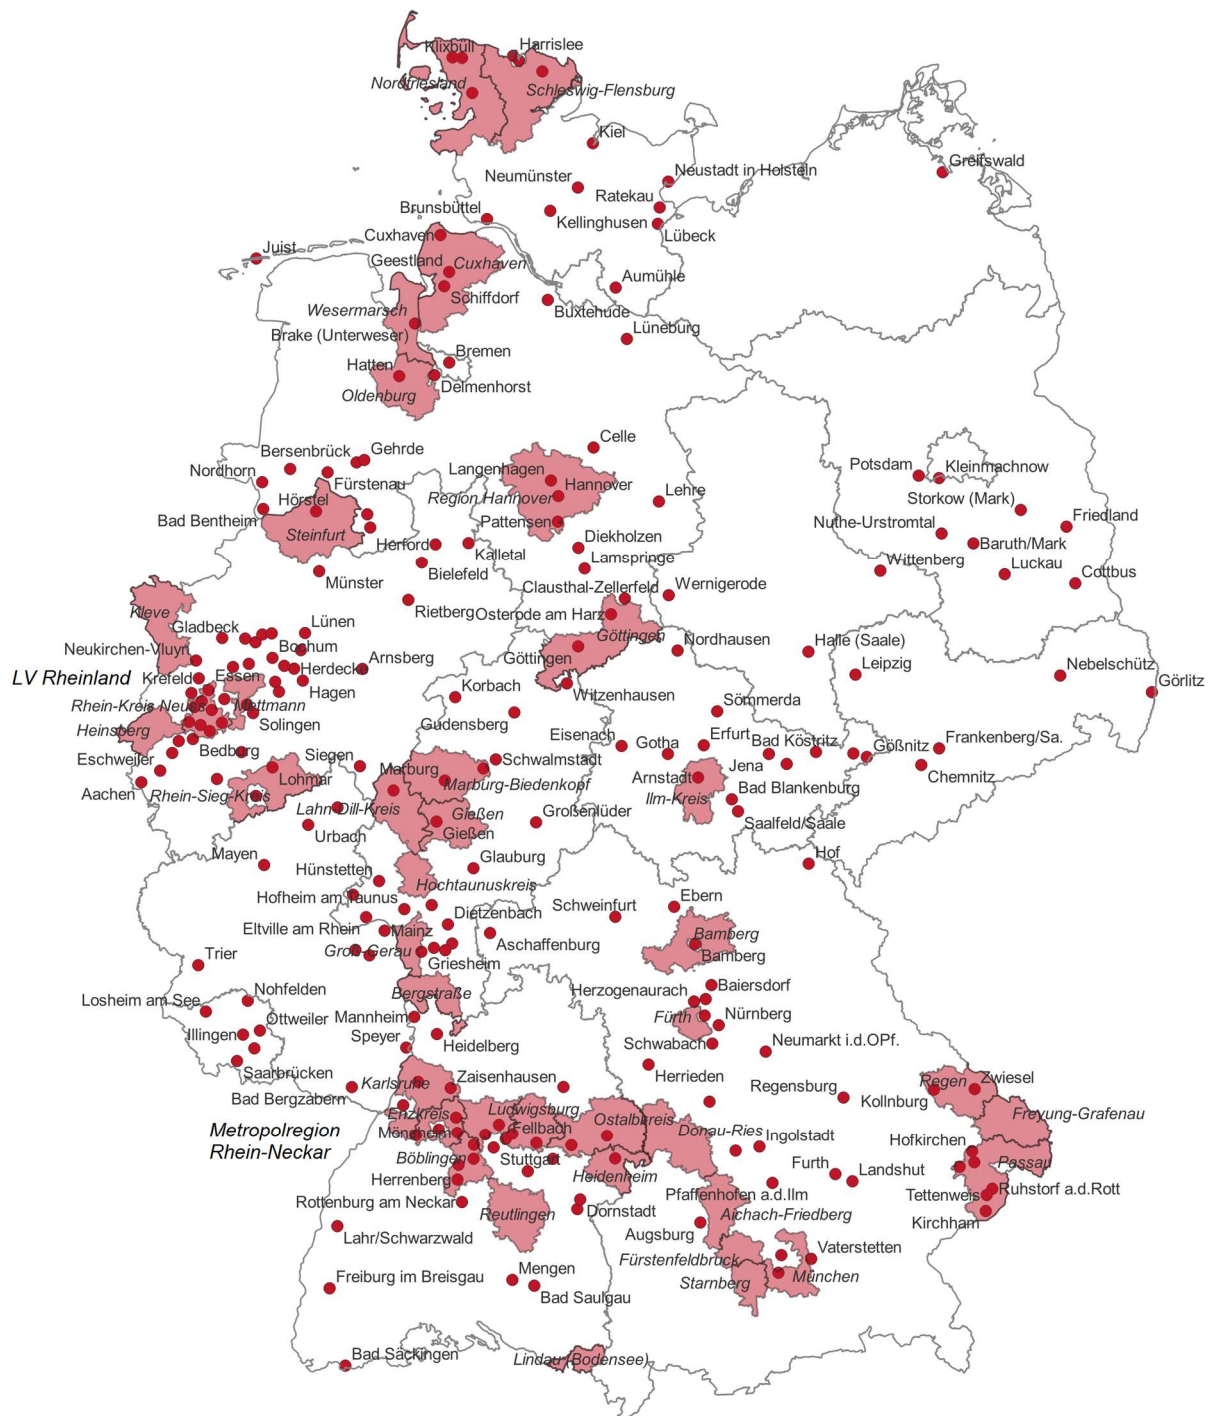 Klixbüll
Harrislee
Nordfriesland
Schleswig-Flensburg
Kiel
Neumünster
Neustadt in Holstein
Greifswald
Ratekau
Brunsbüttel
Kellinghusen
Lübeck
Cuxhaven
Juist
Geestland
Cuxhaven
Aumühle
Schiffdorf
Wesermarsch
Buxtehude
Brake (Unterweser)
Lüneburg
Bremen
Hatten
Delmenhorst
Oldenburg
Celle
Bersenbrück
Gehrde
Nordhorn
Fürstenau
Langenhagen
Hannover
Region Hannover
Lehre
Potsdam
Kleinmachnow
Storkow (Mark)
Hörstel
Bad Bentheim
Steinfurt
Pattensen
Friedland
Nuthe-Urstromtal
Baruth/Mark
Herford
Kalletal
Diekholzen
Lamspringe
Bielefeld
Münster
Wittenberg
Luckau
Cottbus
Clausthal-Zellerfeld
Wernigerode
Rietberg
Osterode am Harz
Kleve
Gladbeck
Lünen
Göttingen
Nordhausen
Halle (Saale)
Neukirchen-Vluyn
Bochum
Göttingen
Leipzig
Nebelschütz
LV Rheinland
Krefeld
Essen
Herdecke
Arnsberg
Görlitz
Hagen
Witzenhausen
Rhein-Kreis Neuss
Mettmann
Korbach
Sömmerda
Heinsberg
Solingen
Gudensberg
Eisenach
Gotha
Erfurt
Bad Köstritz
Gößnitz
Frankenberg/Sa.
Eschweiler
Bedburg
Siegen
Schwalmstadt
Marburg
Jena
Chemnitz
Aachen
Lohmar
Marburg-Biedenkopf
Arnstadt
Rhein-Sieg-Kreis
Ilm-Kreis
Bad Blankenburg
Lahn-Dill-Kreis
Gießen
Großenlüder
Saalfeld/Saale
Urbach
Gießen
Mayen
Glauburg
Hof
Hünstetten
Hochtaunuskreis
Hofheim am Taunus
Ebern
Schweinfurt
Dietzenbach
Eltville am Rhein
Mainz
Bamberg
Aschaffenburg
Trier
Groß-Gerau
Griesheim
Bamberg
Bergstraße
Baiersdorf
Losheim am See
Nohfelden
Herzogenaurach
Ottweiler
Mannheim
Fürth
Nürnberg
Illingen
Speyer
Heidelberg
Schwabach
Neumarkt i.d.OPf.
Saarbrücken
Herrieden
Karlsruhe
Zaisenhausen
Regensburg
Regen
Zwiesel
Bad Bergzabern
Kollnburg
Enzkreis
Ludwigsburg
Ostalbkreis
Freyung-Grafenau
Metropolregion
Rhein-Neckar
Mönsheim
Fellbach
Donau-Ries
Ingolstadt
Hofkirchen
Böblingen
Stuttgart
Passau
Heidenheim
Furth
Landshut
Herrenberg
Pfaffenhofen a.d.Ilm
Tettenweis
Ruhstorf a.d.Rott
Rottenburg am Neckar
Reutlingen
Dornstadt
Aichach-Friedberg
Kirchham
Lahr/Schwarzwald
Augsburg
Vaterstetten
Fürstenfeldbruck
Freiburg im Breisgau
Mengen
Starnberg
München
Bad Saulgau
Bad Säckingen
Lindau (Bodensee)